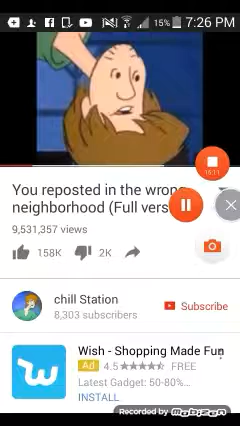 15% 7:26 PM
You reposted in the wrong
neighborhood (Full vers
9,531,357 views
158K 2K
chill Station
8,303 subscribers
Subscribe
Wish - Shopping Made Fun
Ad 4.5 FREE
Latest Gadget: 50-80%...
INSTALL
Recorded by mobizen